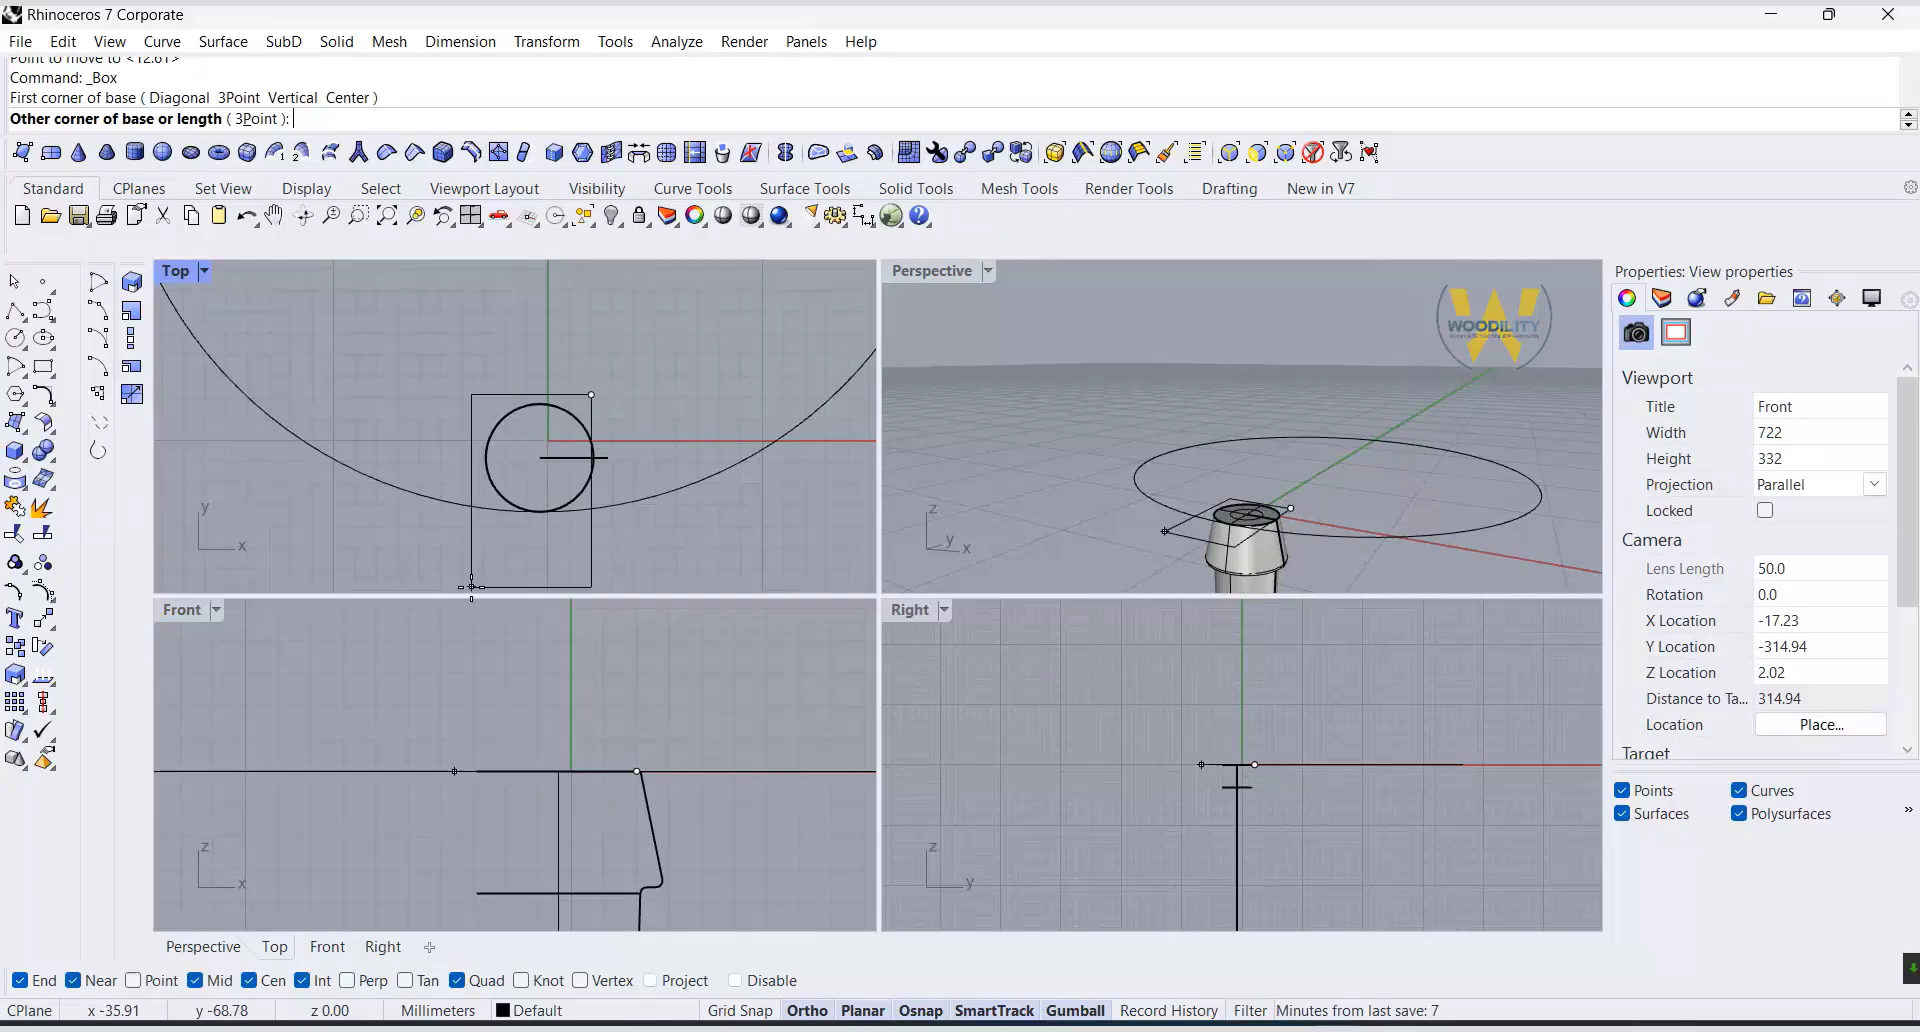 Rhinoceros 7 Corporate
File Edit View Curve Surface SubD Solid Mesh Dimension Transform Tools Analyze Render Panels Help
Point to move to <12.61>
Command: _Box
First corner of base ( Diagonal 3Point Vertical Center )
Other corner of base or length ( 3Point ):
Standard CPlanes Set View Display Select Viewport Layout Visibility Curve Tools Surface Tools Solid Tools Mesh Tools Render Tools Drafting New in V7
Top
Perspective
WOODILITY
y
x
z
y
x
Front
Right
z
x
z
y
Properties: View properties
Viewport
Title Front
Width 722
Height 332
Projection Parallel
Locked
Camera
Lens Length 50.0
Rotation 0.0
X Location -17.23
Y Location -314.94
Z Location 2.02
Distance to Ta... 314.94
Location Place...
Target
Points Curves
Surfaces Polysurfaces
Perspective Top Front Right
End Near Point Mid Cen Int Perp Tan Quad Knot Vertex Project Disable
CPlane x -35.91 y -68.78 z 0.00 Millimeters Default Grid Snap Ortho Planar Osnap SmartTrack Gumball Record History Filter Minutes from last save: 7